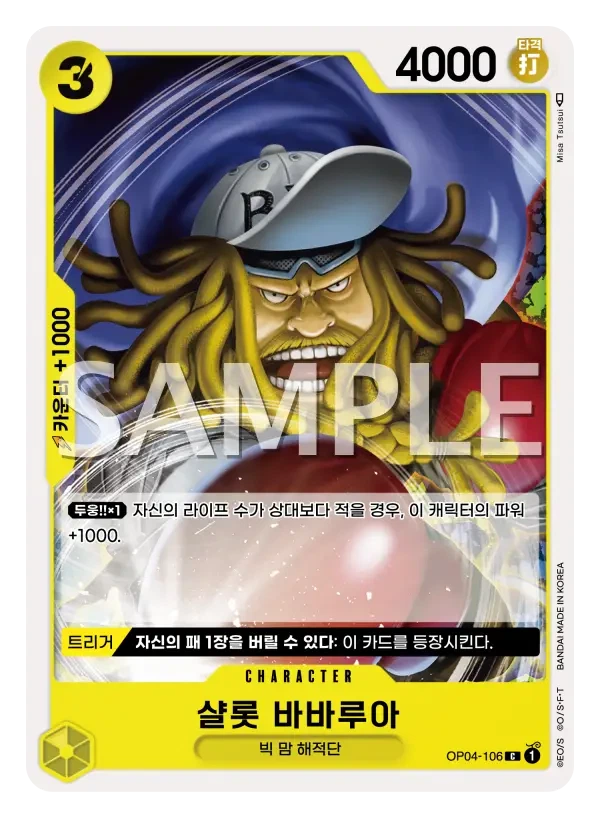 3
4000
타격
打
Misa Tsutsui
B
카운터 +1000
SAMPLE
두웅!!×1 자신의 라이프 수가 상대보다 적을 경우, 이 캐릭터의 파워
+1000.
트리거 자신의 패 1장을 버릴 수 있다: 이 카드를 등장시킨다.
CHARACTER
샬롯 바바루아
빅 맘 해적단
OP04-106 C 1
©EO/S ©O/S·F·T BANDAI MADE IN KOREA